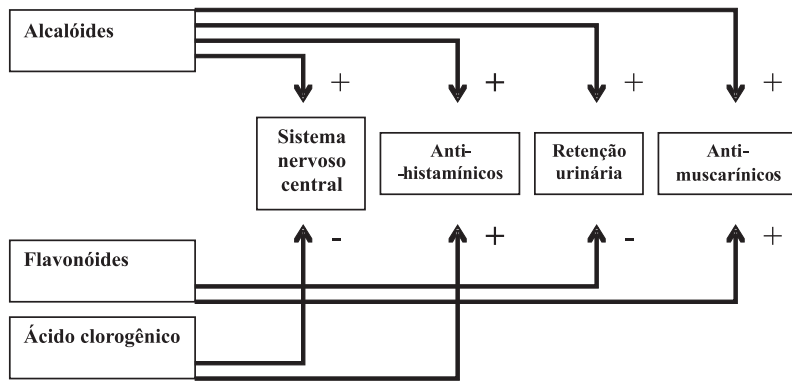 Alcalóides
+
+
+
+
Sistema
nervoso
central
Anti-
-histamínicos
Retenção
urinária
Anti-
muscarínicos
-
+
-
+
Flavonóides
Ácido clorogênico